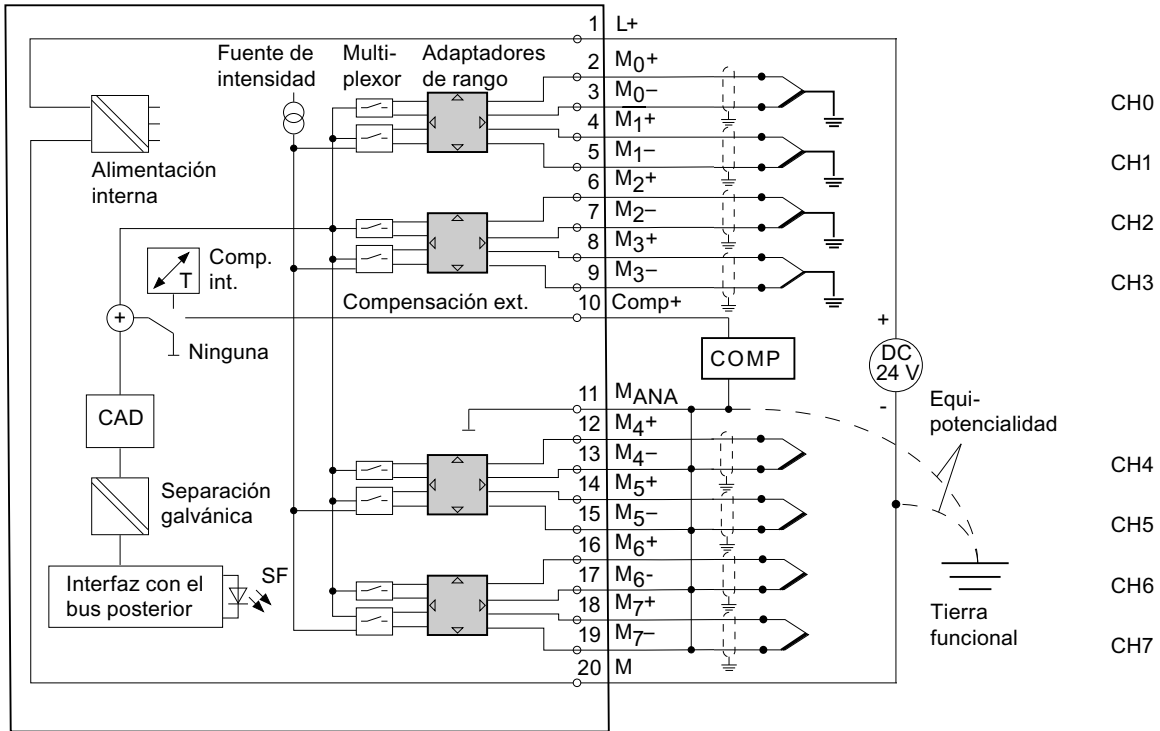 1 L+
Fuente de
intensidad
Multi-
plexor
Adaptadores
de rango
2 M0+
3 M0–
4 M1+
5 M1–
6 M2+
7 M2–
8 M3+
9 M3–
10 Comp+
CH0
CH1
CH2
CH3
Alimentación
interna
T
Comp.
int.
Compensación ext.
+
Ninguna
COMP
+
DC
24 V
-
Equi-
potencialidad
CAD
Separación
galvánica
Interfaz con el
bus posterior
SF
11 MANA
12 M4+
13 M4–
14 M5+
15 M5–
16 M6+
17 M6-
18 M7+
19 M7–
20 M
CH4
CH5
CH6
CH7
Tierra
funcional